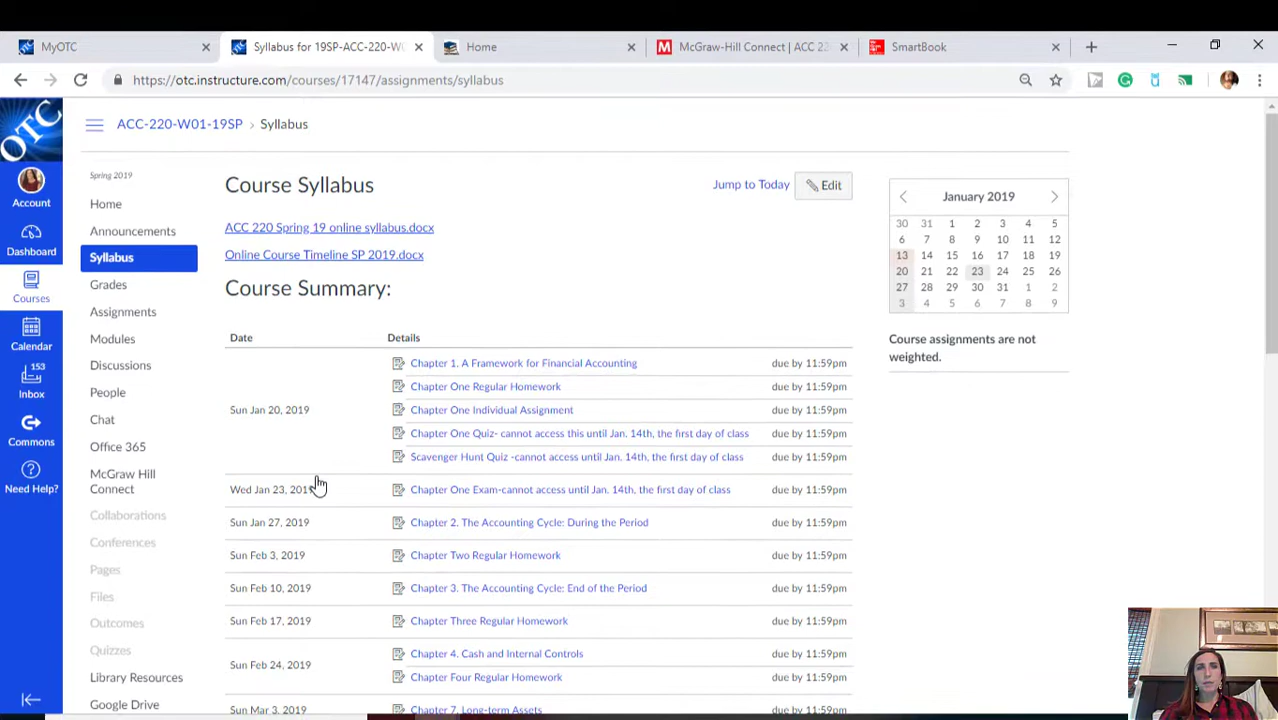 MyOTC
Syllabus for 19SP-ACC-220-W
Home
McGraw-Hill Connect | ACC 22
SmartBook
https://otc.instructure.com/courses/17147/assignments/syllabus
OTC
ACC-220-W01-19SP › Syllabus
Account
Dashboard
Courses
Calendar
153
Inbox
Commons
Need Help?
Spring 2019
Home
Announcements
Syllabus
Grades
Assignments
Modules
Discussions
People
Chat
Office 365
McGraw Hill
Connect
Collaborations
Conferences
Pages
Files
Outcomes
Quizzes
Library Resources
Google Drive
Course Syllabus
Jump to Today
Edit
ACC 220 Spring 19 online syllabus.docx
Online Course Timeline SP 2019.docx
Course Summary:
Date Details
Sun Jan 20, 2019
Chapter 1. A Framework for Financial Accounting due by 11:59pm
Chapter One Regular Homework due by 11:59pm
Chapter One Individual Assignment due by 11:59pm
Chapter One Quiz- cannot access this until Jan. 14th, the first day of class due by 11:59pm
Scavenger Hunt Quiz -cannot access until Jan. 14th, the first day of class due by 11:59pm
Wed Jan 23, 2019 Chapter One Exam-cannot access until Jan. 14th, the first day of class due by 11:59pm
Sun Jan 27, 2019 Chapter 2. The Accounting Cycle: During the Period due by 11:59pm
Sun Feb 3, 2019 Chapter Two Regular Homework due by 11:59pm
Sun Feb 10, 2019 Chapter 3. The Accounting Cycle: End of the Period due by 11:59pm
Sun Feb 17, 2019 Chapter Three Regular Homework due by 11:59pm
Sun Feb 24, 2019
Chapter 4. Cash and Internal Controls due by 11:59pm
Chapter Four Regular Homework due by 11:59pm
Sun Mar 3, 2019 Chapter 7. Long-term Assets due by 11:59pm
January 2019
30 31 1 2 3 4 5
6 7 8 9 10 11 12
13 14 15 16 17 18 19
20 21 22 23 24 25 26
27 28 29 30 31 1 2
3 4 5 6 7 8 9
Course assignments are not
weighted.